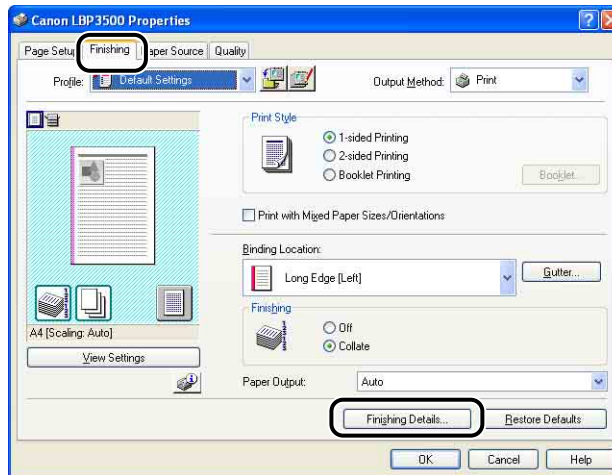 Canon LBP3500 Properties
Page Setup Finishing Paper Source Quality
Profile: Default Settings Output Method: Print
Print Style
1-sided Printing
2-sided Printing
Booklet Printing Booklet...
Print with Mixed Paper Sizes/Orientations
Binding Location:
Long Edge [Left] Gutter...
Finishing
Off
Collate
A4 [Scaling: Auto]
View Settings
Paper Output: Auto
Finishing Details... Restore Defaults
OK Cancel Help